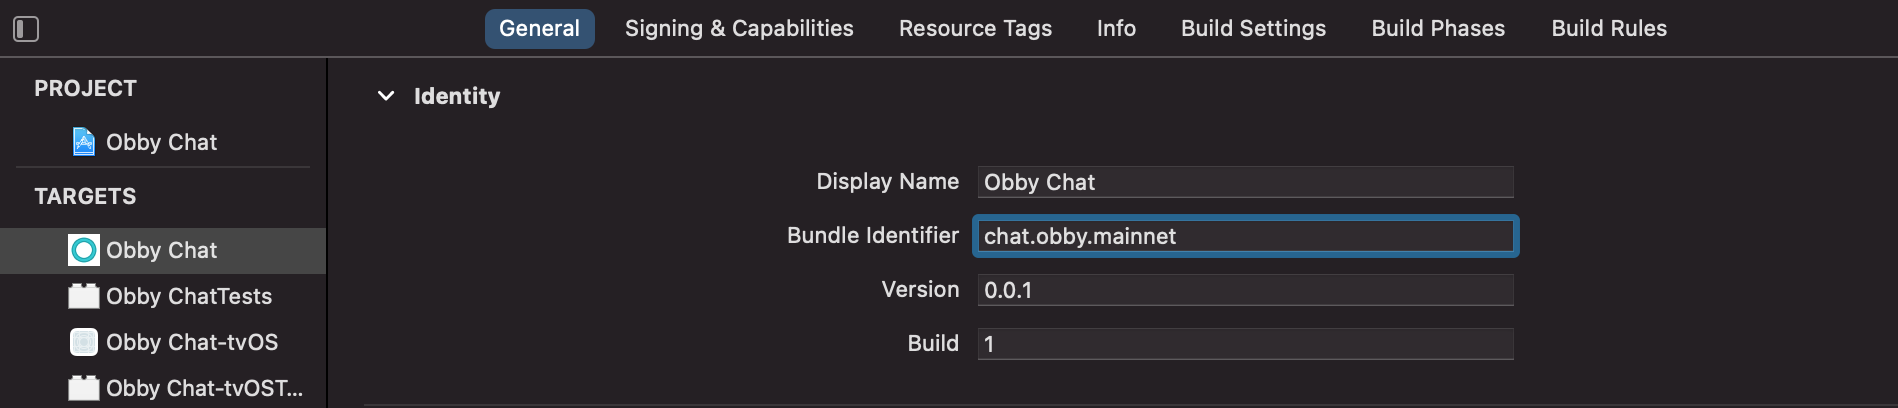 General Signing & Capabilities Resource Tags Info Build Settings Build Phases Build Rules
PROJECT
Obby Chat
TARGETS
Obby Chat
Obby ChatTests
Obby Chat-tvOS
Obby Chat-tvOST...
Identity
Display Name Obby Chat
Bundle Identifier chat.obby.mainnet
Version 0.0.1
Build 1